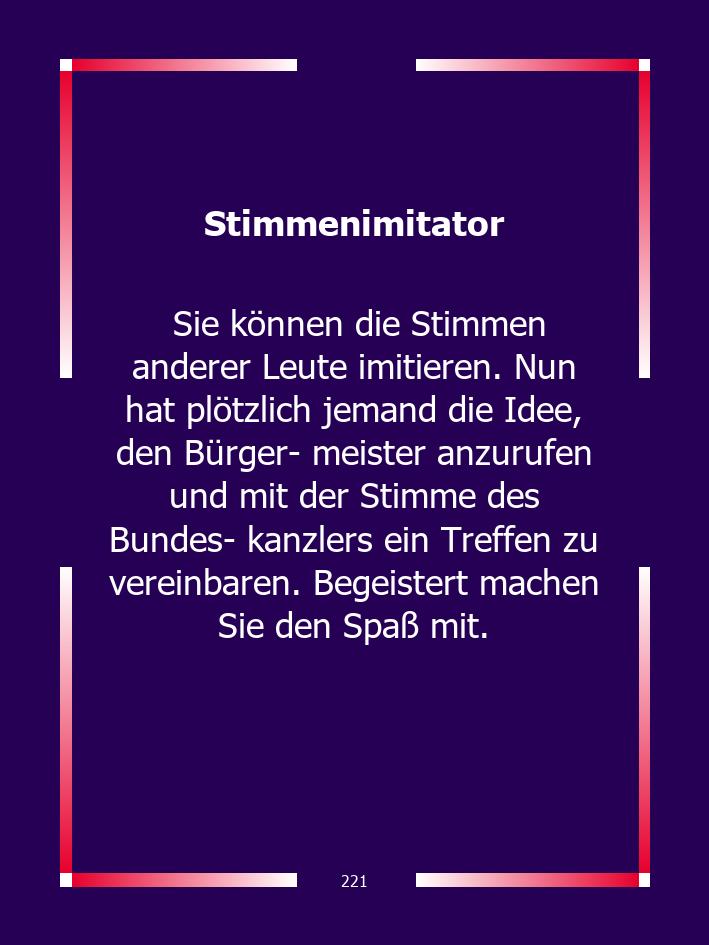 Stimmenimitator
Sie können die Stimmen
anderer Leute imitieren. Nun
hat plötzlich jemand die Idee,
den Bürger- meister anzurufen
und mit der Stimme des
Bundes- kanzlers ein Treffen zu
vereinbaren. Begeistert machen
Sie den Spaß mit.
221